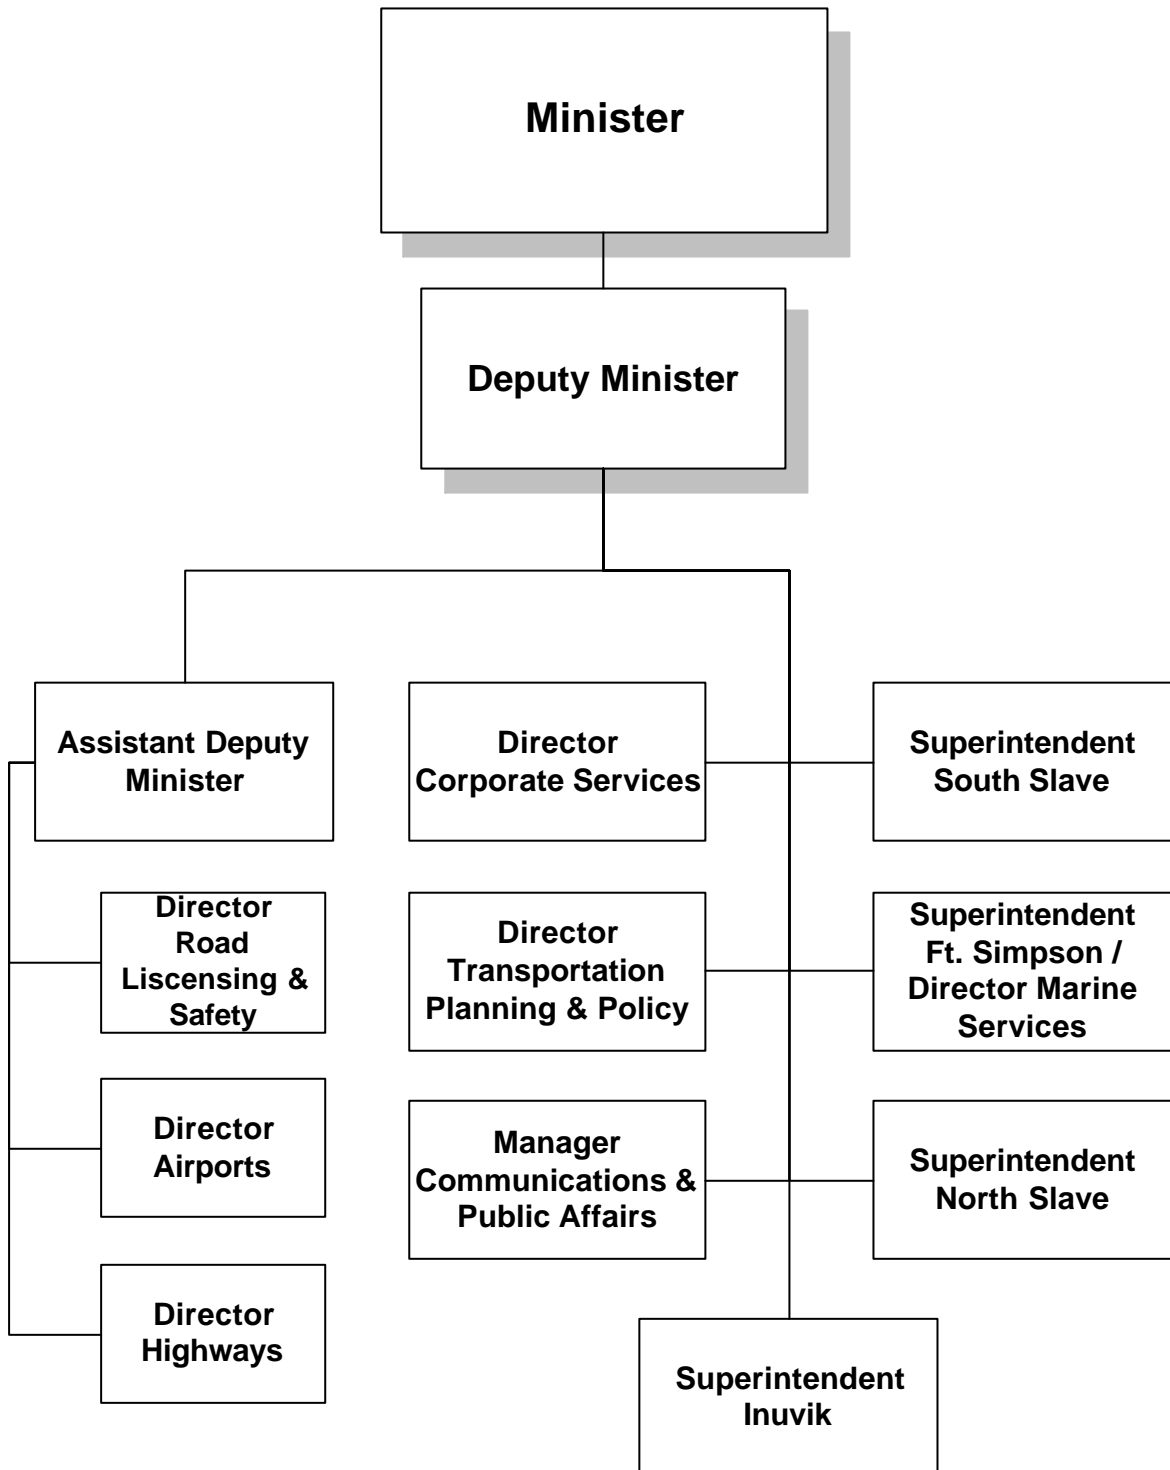 Minister
Deputy Minister
Assistant Deputy
Minister
Director
Road
Liscensing &
Safety
Director
Airports
Director
Highways
Director
Corporate Services
Director
Transportation
Planning & Policy
Manager
Communications &
Public Affairs
Superintendent
South Slave
Superintendent
Ft. Simpson /
Director Marine
Services
Superintendent
North Slave
Superintendent
Inuvik